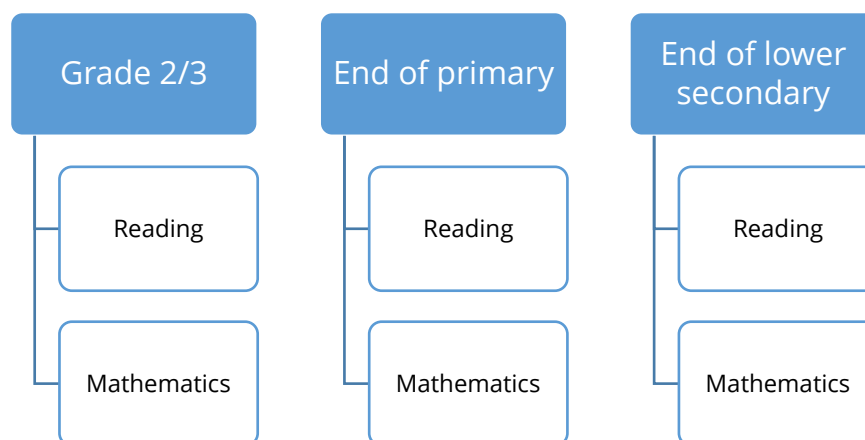 Grade 2/3
Reading
Mathematics
End of primary
Reading
Mathematics
End of lower
secondary
Reading
Mathematics